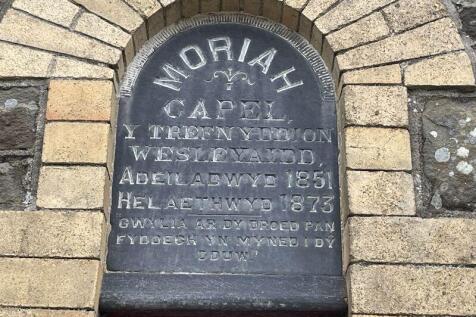 MORIAH
CAPEL
Y TREFNYDDION
WESLEYAIDD.
ADEILADWYD 1851
HELAETHWYD 1873
GWYLIA AR DY DROED PAN
FYDDECH YN MYNED I DY
DDUW.